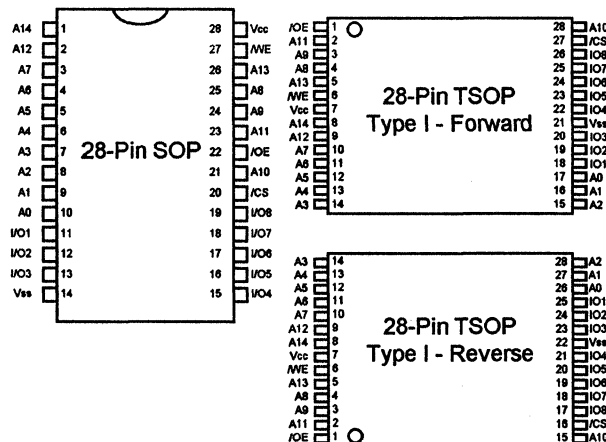 A14 1 28 Vcc
A12 2 27 /WE
A7 3 26 A13
A6 4 25 A8
A5 5 24 A9
A4 6 23 A11
A3 7 28-Pin SOP 22 /OE
A2 8 21 A10
A1 9 20 /CS
A0 10 19 I/O8
I/O1 11 18 I/O7
I/O2 12 17 I/O6
I/O3 13 16 I/O5
Vss 14 15 I/O4
/OE 1 28 A10
A11 2 27 /CS
A9 3 26 IO8
A8 4 25 IO7
A13 5 24 IO6
/WE 6 23 IO5
28-Pin TSOP
Vcc 7 22 IO4
A14 8 21 Vss
Type I - Forward
A12 9 20 IO3
A7 10 19 IO2
A6 11 18 IO1
A5 12 17 A0
A4 13 16 A1
A3 14 15 A2
A3 14 28 A2
A4 13 27 A1
A5 12 26 A0
A6 11 25 IO1
A7 10 24 IO2
A12 9 23 IO3
28-Pin TSOP
A14 8 22 Vss
Vcc 7 21 IO4
Type I - Reverse
/WE 6 20 IO5
A13 5 19 IO6
A8 4 18 IO7
A9 3 17 IO8
A11 2 16 /CS
/OE 1 15 A10